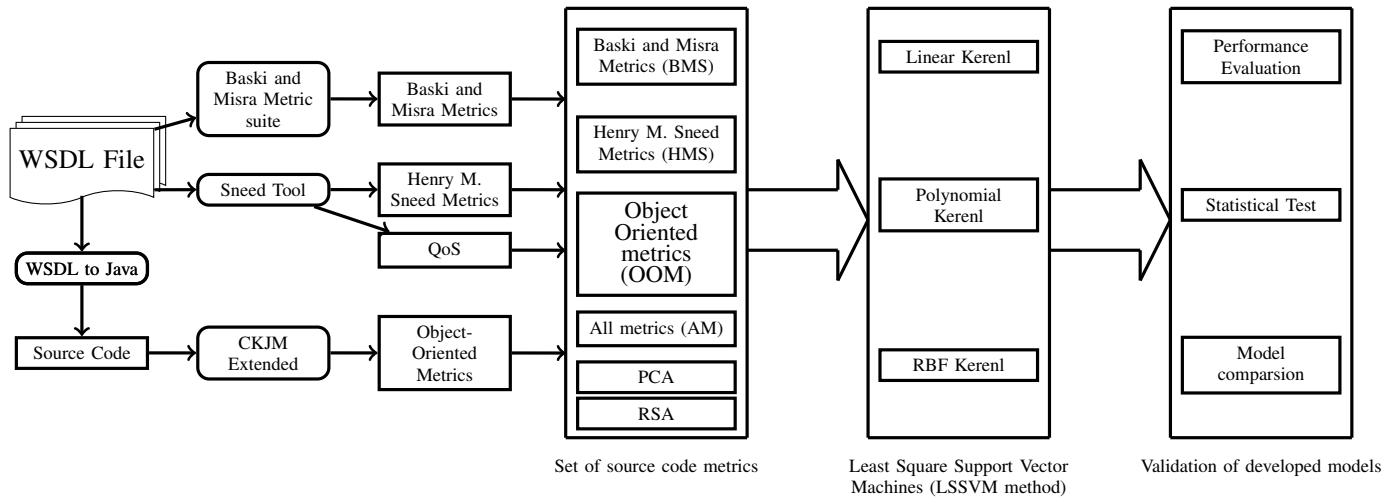 WSDL File
WSDL to Java
Source Code
Baski and
Misra Metric
suite
Sneed Tool
CKJM
Extended
Baski and
Misra Metrics
Henry M.
Sneed Metrics
QoS
Object-
Oriented
Metrics
Baski and Misra
Metrics (BMS)
Henry M. Sneed
Metrics (HMS)
Object
Oriented
metrics
(OOM)
All metrics (AM)
PCA
RSA
Set of source code metrics
Linear Kerenl
Polynomial
Kerenl
RBF Kerenl
Least Square Support Vector
Machines (LSSVM method)
Performance
Evaluation
Statistical Test
Model
comparsion
Validation of developed models